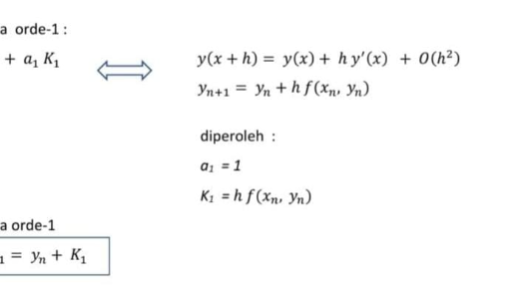 a orde-1 :
+ a₁ K₁
y(x + h) = y(x) + h y′(x) + O(h²)
yₙ₊₁ = yₙ + h f(xₙ, yₙ)
diperoleh :
a₁ = 1
K₁ = h f(xₙ, yₙ)
a orde-1
₁ = yₙ + K₁